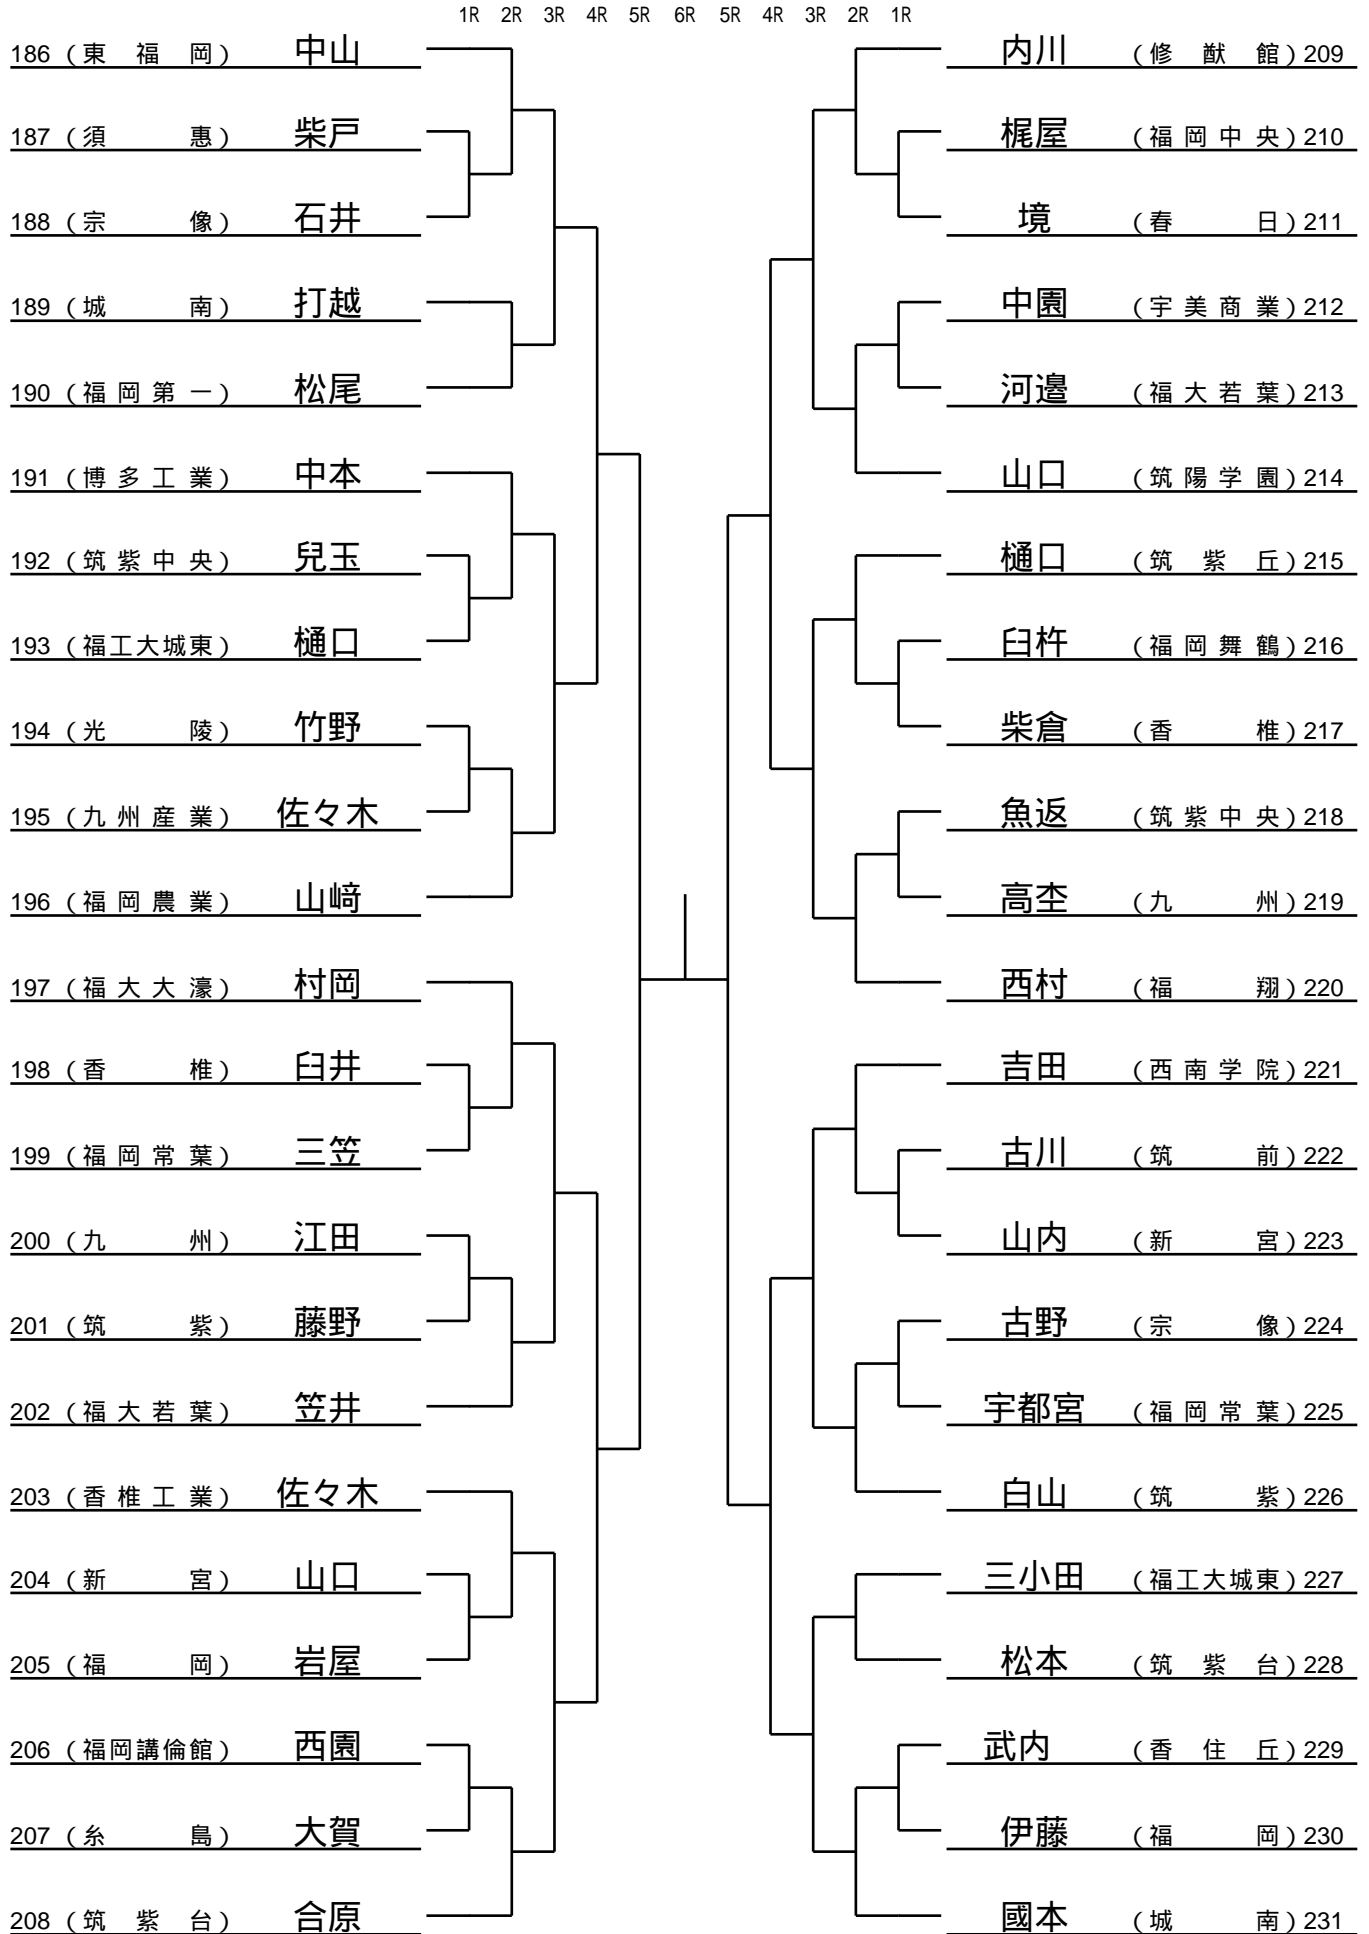 1R 2R 3R 4R 5R 6R 5R 4R 3R 2R 1R
186 (東福岡) 中山
187 (須惠) 柴戸
188 (宗像) 石井
189 (城南) 打越
190 (福岡第一) 松尾
191 (博多工業) 中本
192 (筑紫中央) 兒玉
193 (福工大城東) 樋口
194 (光陵) 竹野
195 (九州産業) 佐々木
196 (福岡農業) 山﨑
197 (福大大濠) 村岡
198 (香椎) 臼井
199 (福岡常葉) 三笠
200 (九州) 江田
201 (筑紫) 藤野
202 (福大若葉) 笠井
203 (香椎工業) 佐々木
204 (新宮) 山口
205 (福岡) 岩屋
206 (福岡講倫館) 西園
207 (糸島) 大賀
208 (筑紫台) 合原
内川 (修猷館) 209
梶屋 (福岡中央) 210
境 (春日) 211
中園 (宇美商業) 212
河邉 (福大若葉) 213
山口 (筑陽学園) 214
樋口 (筑紫丘) 215
臼杵 (福岡舞鶴) 216
柴倉 (香椎) 217
魚返 (筑紫中央) 218
高杢 (九州) 219
西村 (福翔) 220
吉田 (西南学院) 221
古川 (筑前) 222
山内 (新宮) 223
古野 (宗像) 224
宇都宮 (福岡常葉) 225
白山 (筑紫) 226
三小田 (福工大城東) 227
松本 (筑紫台) 228
武内 (香住丘) 229
伊藤 (福岡) 230
國本 (城南) 231